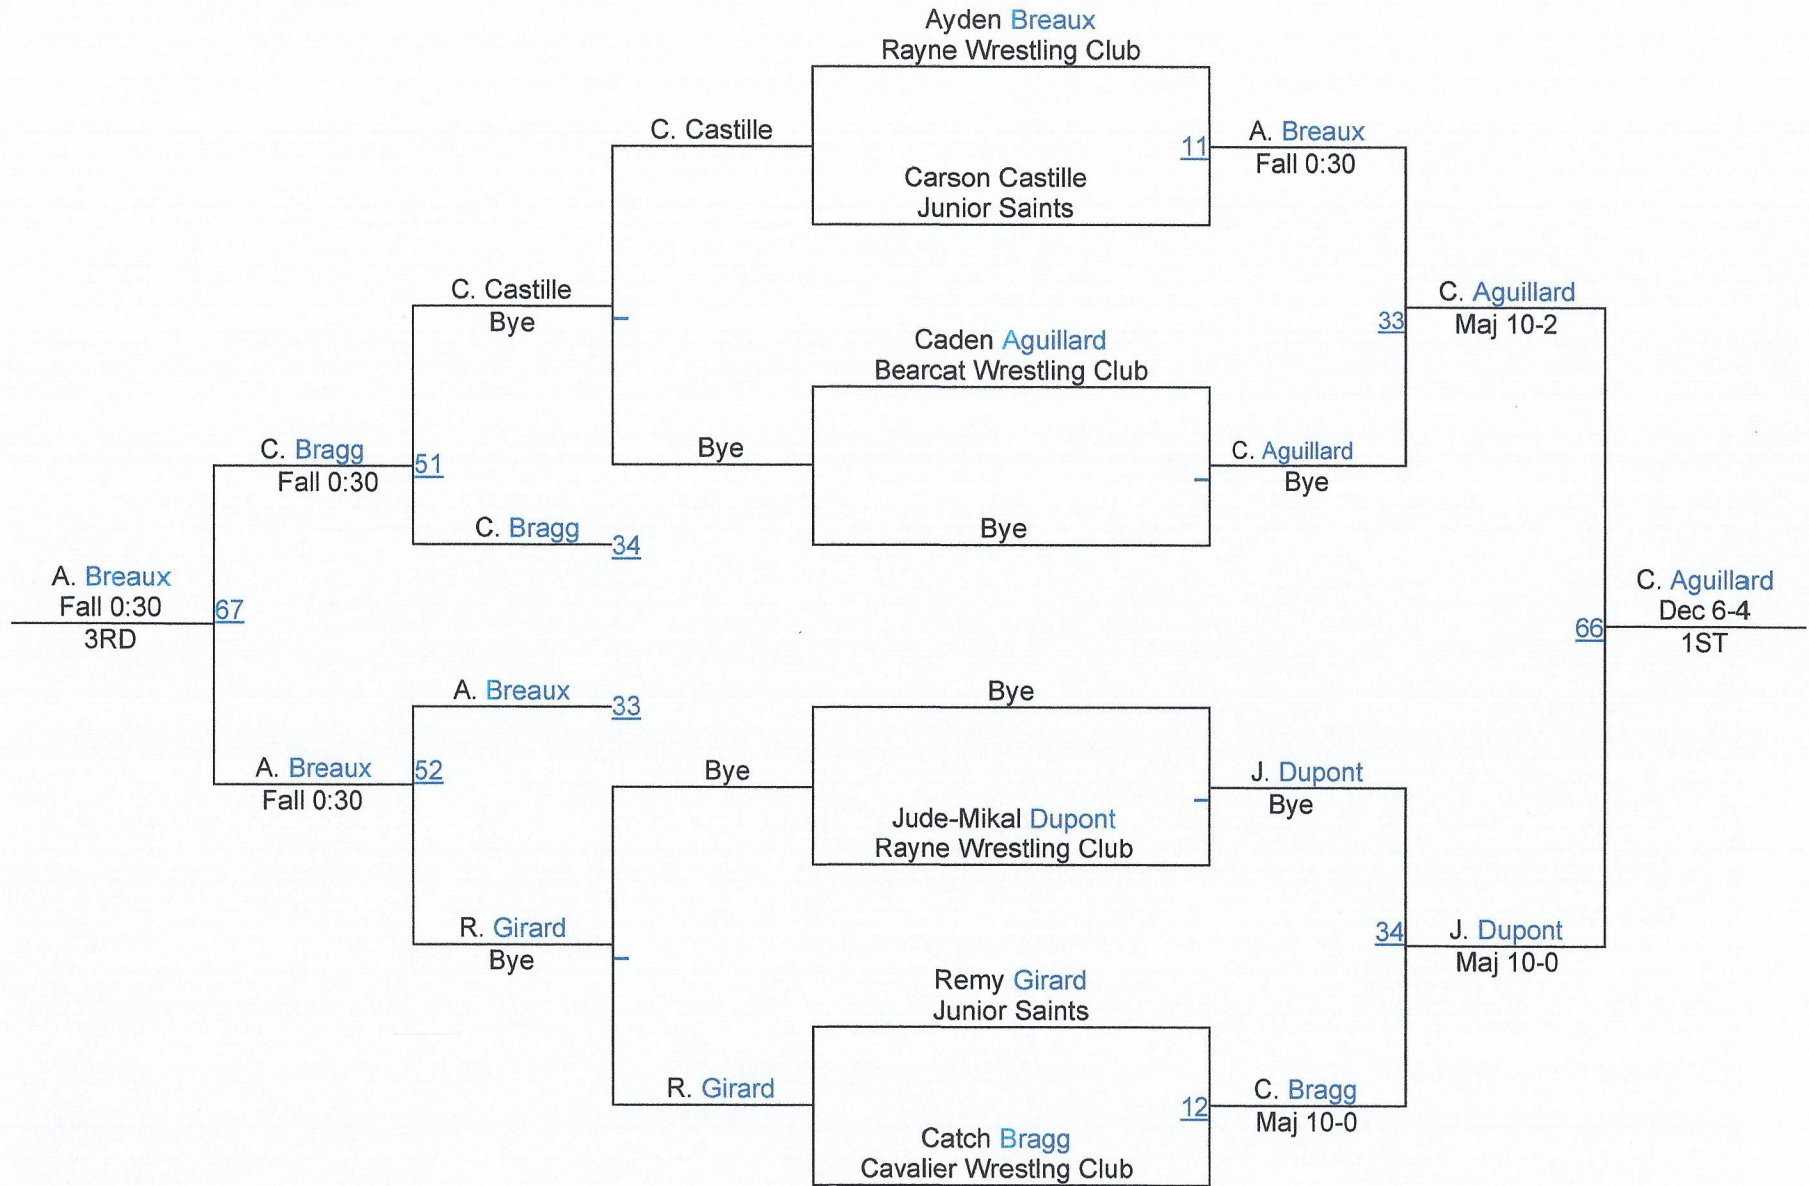 Ayden Breaux
Rayne Wrestling Club
C. Castille
11
A. Breaux
Fall 0:30
Carson Castille
Junior Saints
C. Castille
Bye
C. Aguillard
Maj 10-2
33
Caden Aguillard
Bearcat Wrestling Club
C. Bragg
Fall 0:30
51
Bye
C. Aguillard
Bye
C. Bragg
34
Bye
A. Breaux
Fall 0:30
3RD
67
C. Aguillard
Dec 6-4
1ST
66
A. Breaux
33
Bye
A. Breaux
Fall 0:30
52
Bye
J. Dupont
Bye
Jude-Mikal Dupont
Rayne Wrestling Club
R. Girard
Bye
34
J. Dupont
Maj 10-0
Remy Girard
Junior Saints
R. Girard
12
C. Bragg
Maj 10-0
Catch Bragg
Cavalier Wrestlng Club